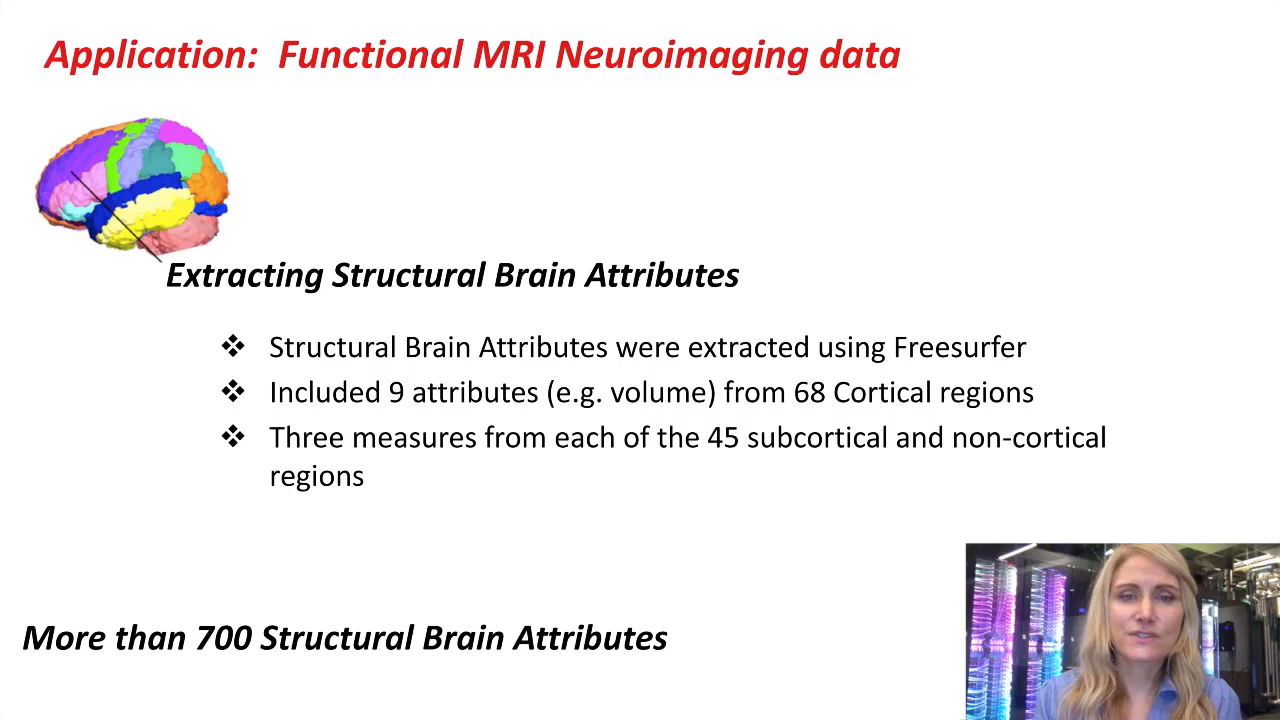 Application:  Functional MRI Neuroimaging data
Extracting Structural Brain Attributes
❖ Structural Brain Attributes were extracted using Freesurfer
❖ Included 9 attributes (e.g. volume) from 68 Cortical regions
❖ Three measures from each of the 45 subcortical and non-cortical
regions
More than 700 Structural Brain Attributes